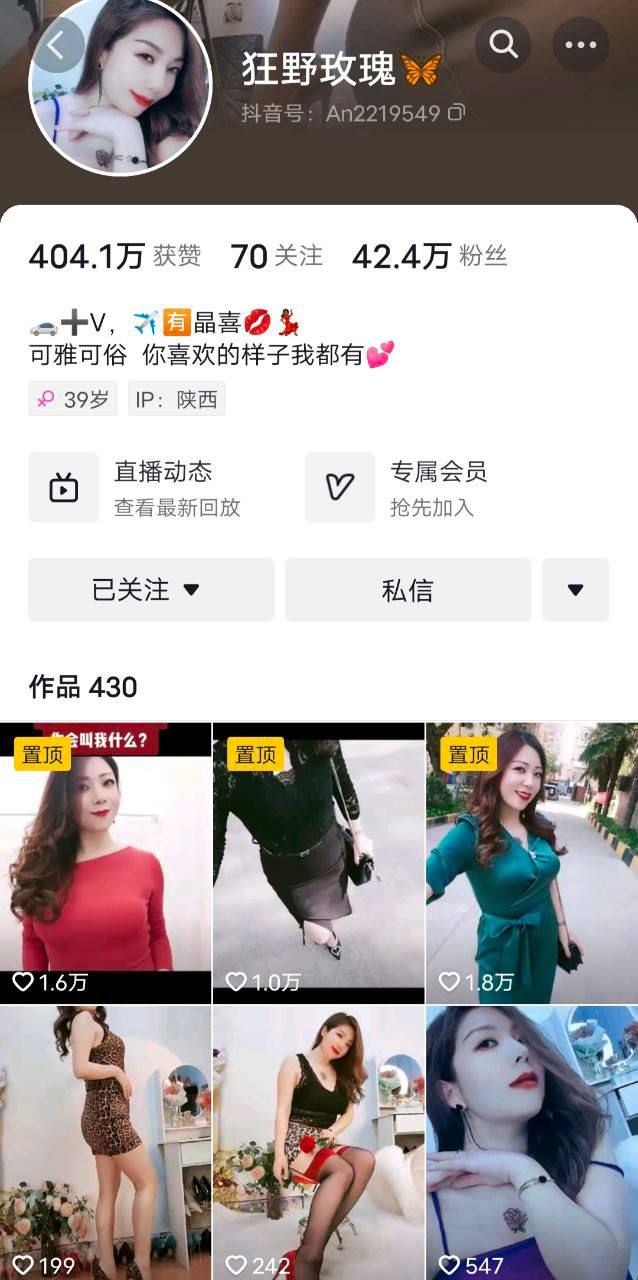 狂野玫瑰🦋
抖音号：An2219549
404.1万 获赞 70 关注 42.4万 粉丝
🚗➕V，✈️🈶晶喜💋💃
可雅可俗 你喜欢的样子我都有💕
39岁 IP：陕西
直播动态
查看最新回放
专属会员
抢先加入
已关注 私信
作品 430
会叫我什么？
置顶 置顶 置顶
1.6万 1.0万 1.8万
199 242 547